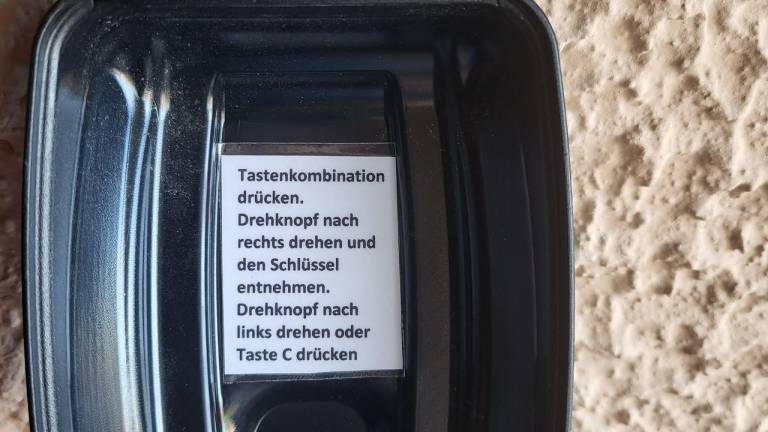 Tastenkombination
drücken.
Drehknopf nach
rechts drehen und
den Schlüssel
entnehmen.
Drehknopf nach
links drehen oder
Taste C drücken